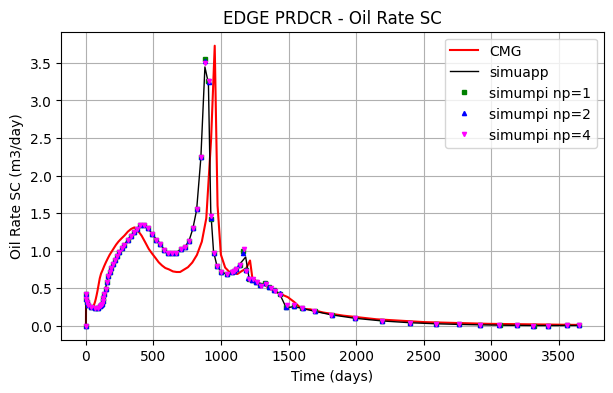 EDGE PRDCR - Oil Rate SC
CMG
simuapp
simumpi np=1
simumpi np=2
simumpi np=4
Oil Rate SC (m3/day)
3.5
3.0
2.5
2.0
1.5
1.0
0.5
0.0
0 500 1000 1500 2000 2500 3000 3500
Time (days)